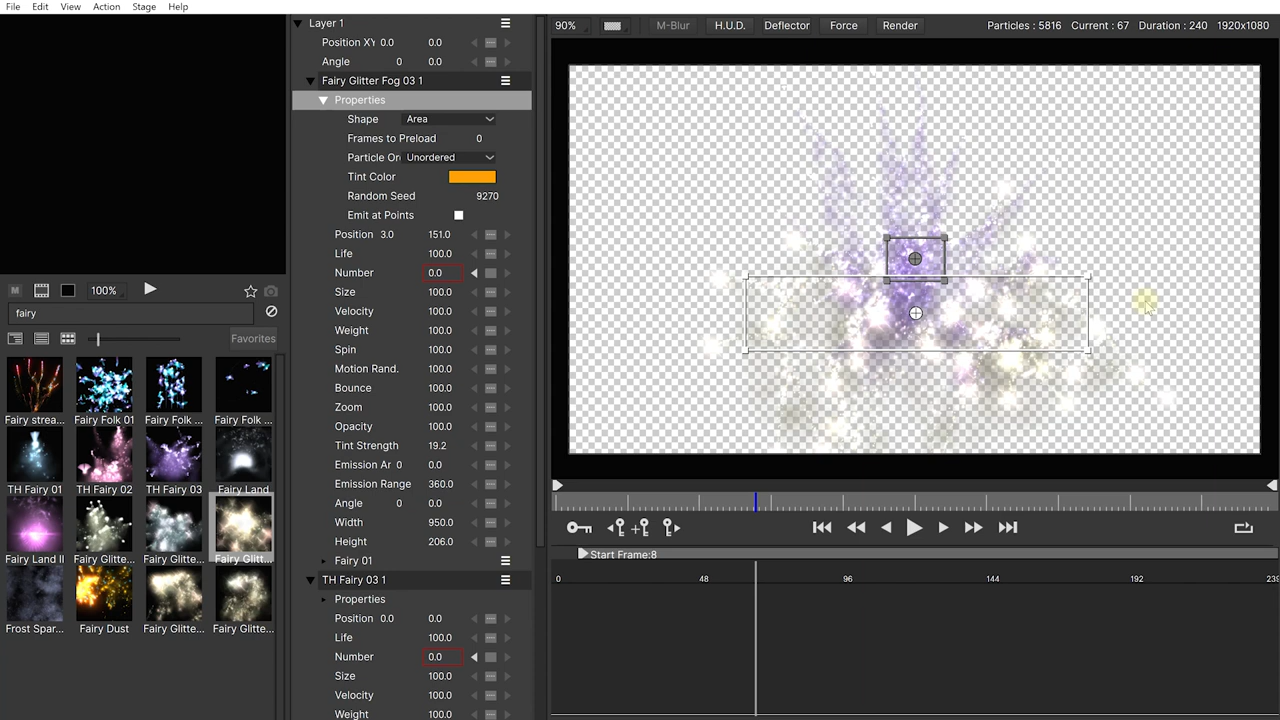 File Edit View Action Stage Help
Layer 1
Position XY 0.0 0.0
Angle 0 0.0
Fairy Glitter Fog 03 1
Properties
Shape Area
Frames to Preload 0
Particle Or Unordered
Tint Color
Random Seed 9270
Emit at Points
Position 3.0 151.0
Life 100.0
Number 0.0
Size 100.0
Velocity 100.0
Weight 100.0
Spin 100.0
Motion Rand. 100.0
Bounce 100.0
Zoom 100.0
Opacity 100.0
Tint Strength 19.2
Emission Ar 0 0.0
Emission Range 360.0
Angle 0 0.0
Width 950.0
Height 206.0
Fairy 01
TH Fairy 03 1
Properties
Position 0.0 0.0
Life 100.0
Number 0.0
Size 100.0
Velocity 100.0
Weight 100.0
90% M-Blur H.U.D. Deflector Force Render Particles : 5816 Current : 67 Duration : 240 1920x1080
M 100%
fairy
Favorites
Fairy strea... Fairy Folk 01 Fairy Folk ... Fairy Folk ...
TH Fairy 01 TH Fairy 02 TH Fairy 03 Fairy Land
Fairy Land II Fairy Glitte... Fairy Glitte... Fairy Glitt...
Frost Spar... Fairy Dust Fairy Glitte... Fairy Glitte...
Start Frame:8
0 48 96 144 192 239